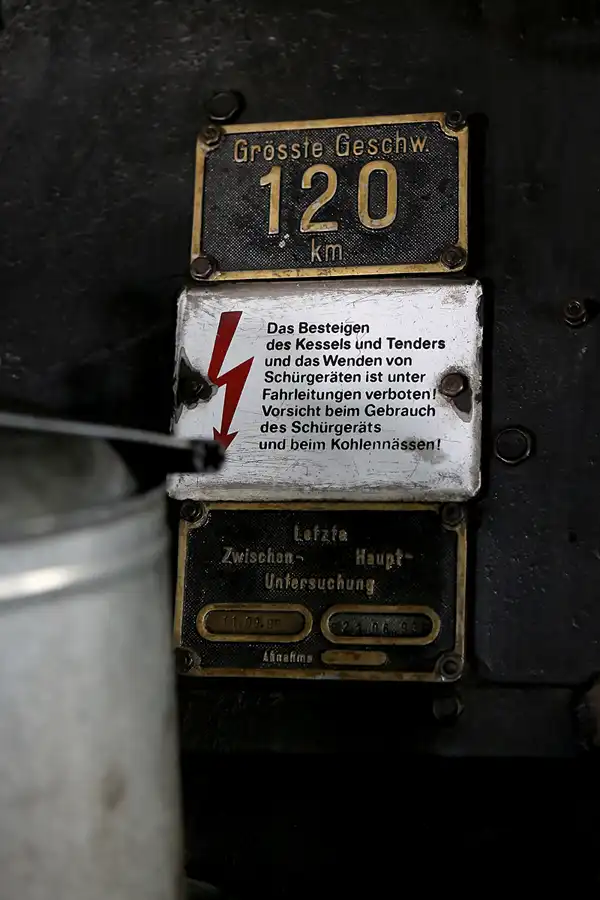 Grösste Geschw.
120
km
Das Besteigen
des Kessels und Tenders
und das Wenden von
Schürgeräten ist unter
Fahrleitungen verboten!
Vorsicht beim Gebrauch
des Schürgeräts
und beim Kohlennässen!
Letzte
Zwischen- Haupt-
Untersuchung
Abnahme